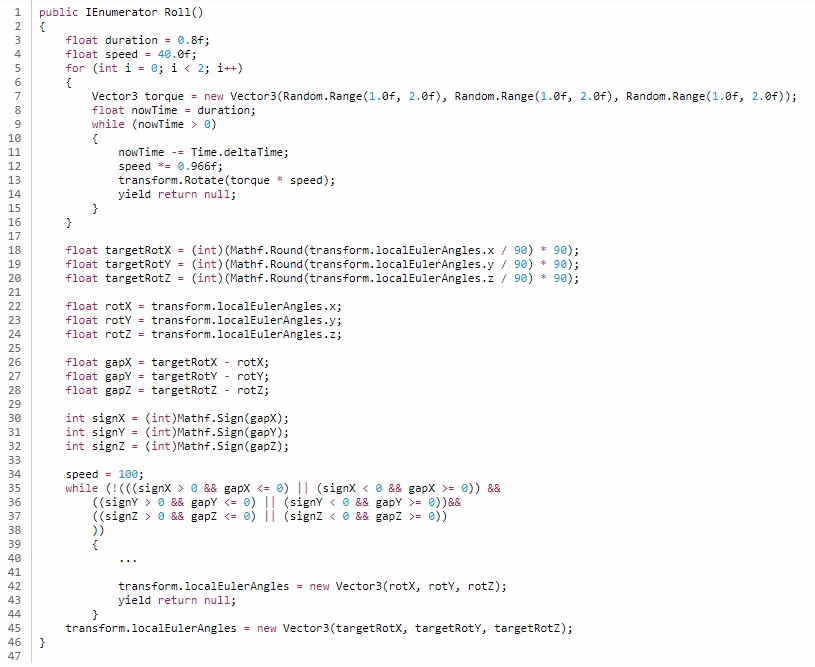 1 public IEnumerator Roll()
2 {
3 float duration = 0.8f;
4 float speed = 40.0f;
5 for (int i = 0; i < 2; i++)
6 {
7 Vector3 torque = new Vector3(Random.Range(1.0f, 2.0f), Random.Range(1.0f, 2.0f), Random.Range(1.0f, 2.0f));
8 float nowTime = duration;
9 while (nowTime > 0)
10 {
11 nowTime -= Time.deltaTime;
12 speed *= 0.966f;
13 transform.Rotate(torque * speed);
14 yield return null;
15 }
16 }
17
18 float targetRotX = (int)(Mathf.Round(transform.localEulerAngles.x / 90) * 90);
19 float targetRotY = (int)(Mathf.Round(transform.localEulerAngles.y / 90) * 90);
20 float targetRotZ = (int)(Mathf.Round(transform.localEulerAngles.z / 90) * 90);
21
22 float rotX = transform.localEulerAngles.x;
23 float rotY = transform.localEulerAngles.y;
24 float rotZ = transform.localEulerAngles.z;
25
26 float gapX = targetRotX - rotX;
27 float gapY = targetRotY - rotY;
28 float gapZ = targetRotZ - rotZ;
29
30 int signX = (int)Mathf.Sign(gapX);
31 int signY = (int)Mathf.Sign(gapY);
32 int signZ = (int)Mathf.Sign(gapZ);
33
34 speed = 100;
35 while (!(((signX > 0 && gapX <= 0) || (signX < 0 && gapX >= 0)) &&
36 ((signY > 0 && gapY <= 0) || (signY < 0 && gapY >= 0))&&
37 ((signZ > 0 && gapZ <= 0) || (signZ < 0 && gapZ >= 0))
38 ))
39 {
40 ...
41
42 transform.localEulerAngles = new Vector3(rotX, rotY, rotZ);
43 yield return null;
44 }
45 transform.localEulerAngles = new Vector3(targetRotX, targetRotY, targetRotZ);
46 }
47